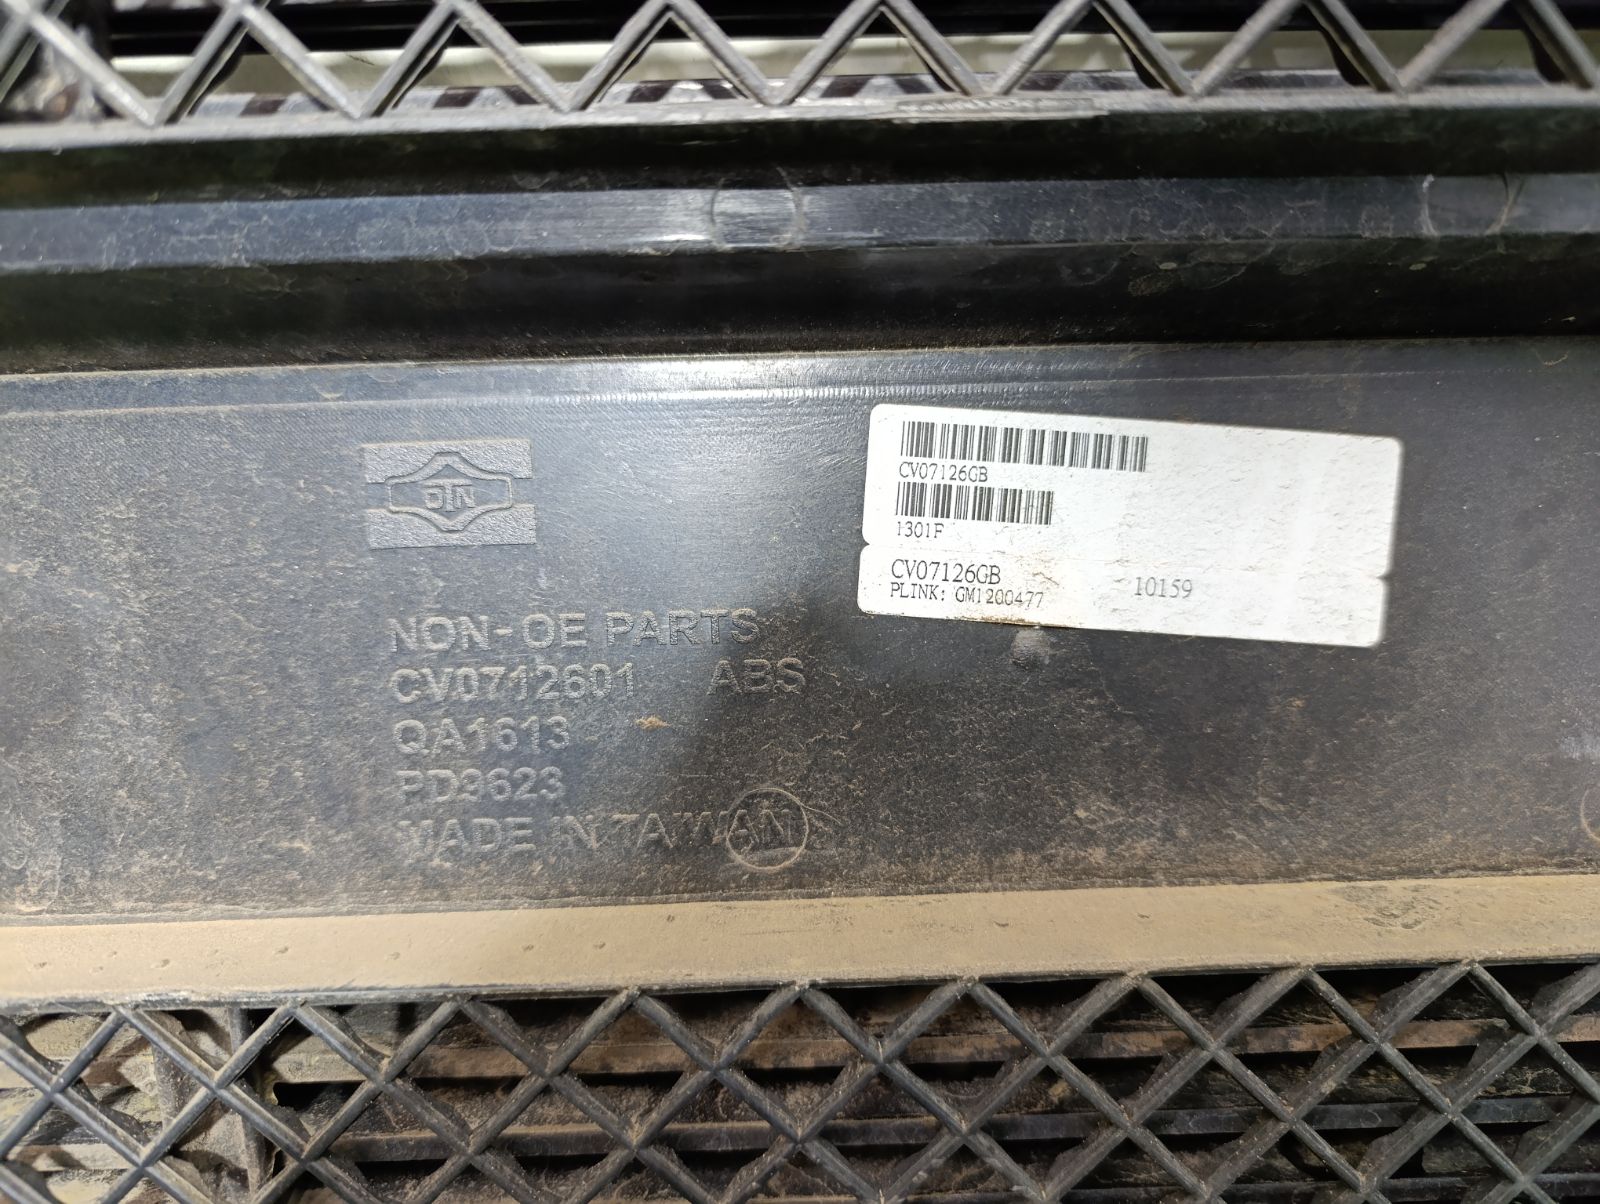 CV07126GB
1301F
CV07126GB
10159
PLINK: GM1200477
DTN
NON-OE PARTS
CV0712601 ABS
QA1613
PD3623
MADE IN TAIWAN